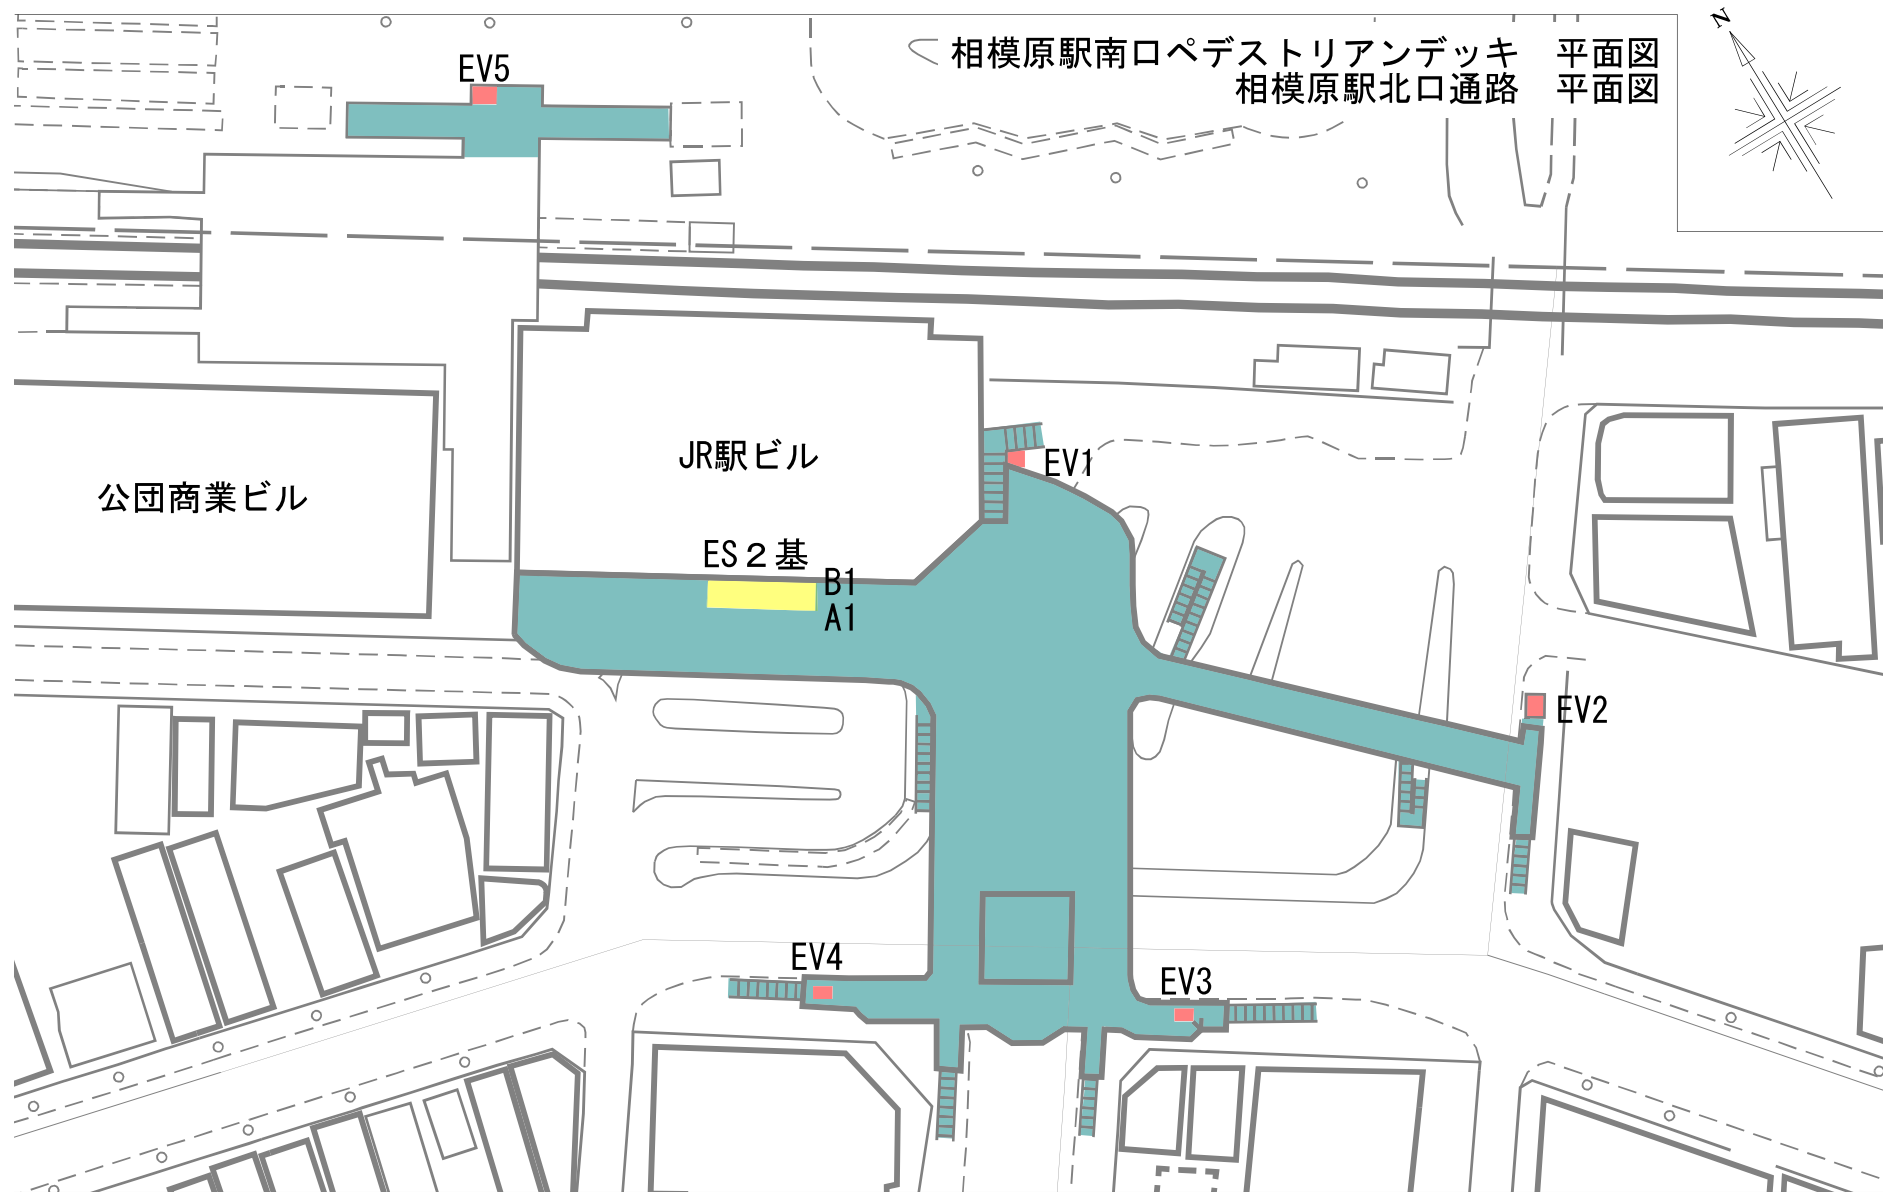 N
相模原駅南口ペデストリアンデッキ　平面図
相模原駅北口通路　平面図
EV5
JR駅ビル
EV1
公団商業ビル
ES２基
B1
A1
EV2
EV4
EV3